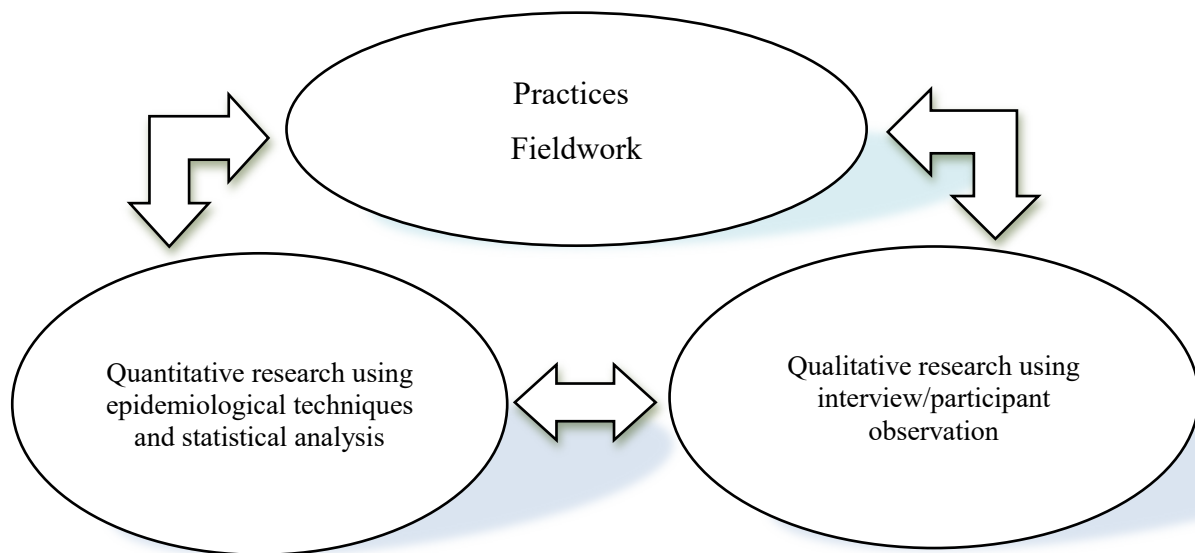 Practices
Fieldwork
Quantitative research using
epidemiological techniques
and statistical analysis
Qualitative research using
interview/participant
observation